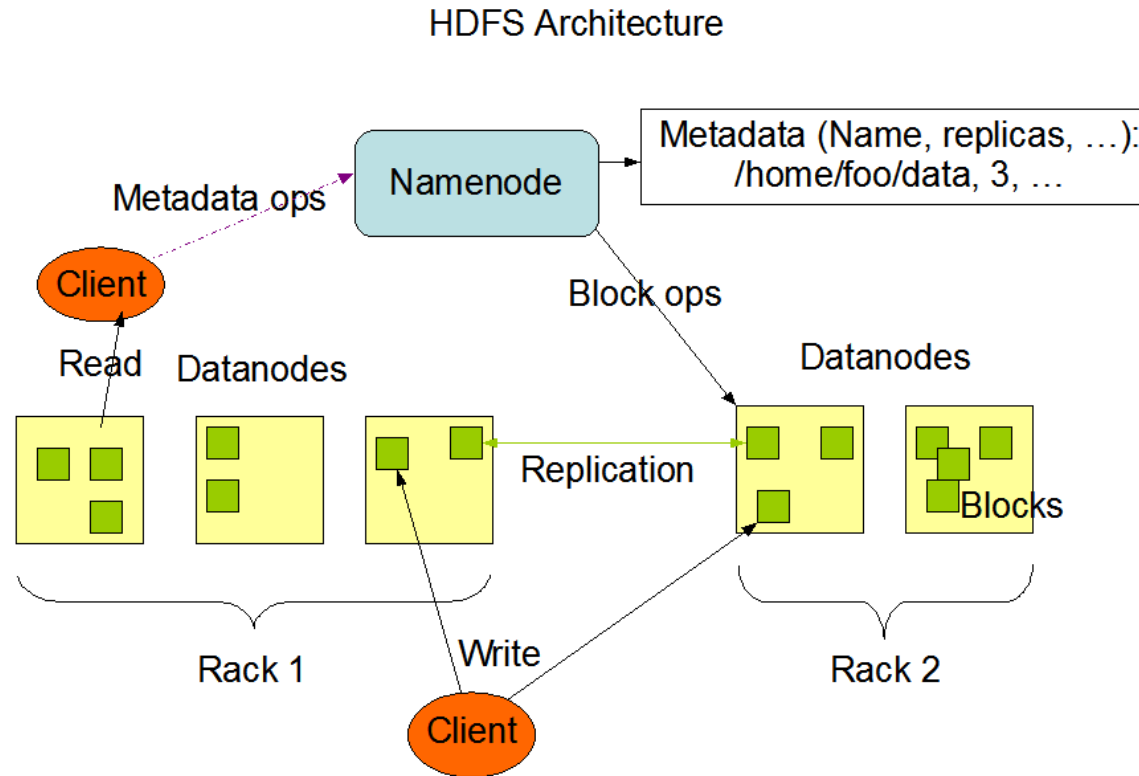 HDFS Architecture
Metadata (Name, replicas, …):
/home/foo/data, 3, …
Namenode
Metadata ops
Client
Block ops
Read
Datanodes
Datanodes
Replication
Blocks
Rack 1
Write
Rack 2
Client